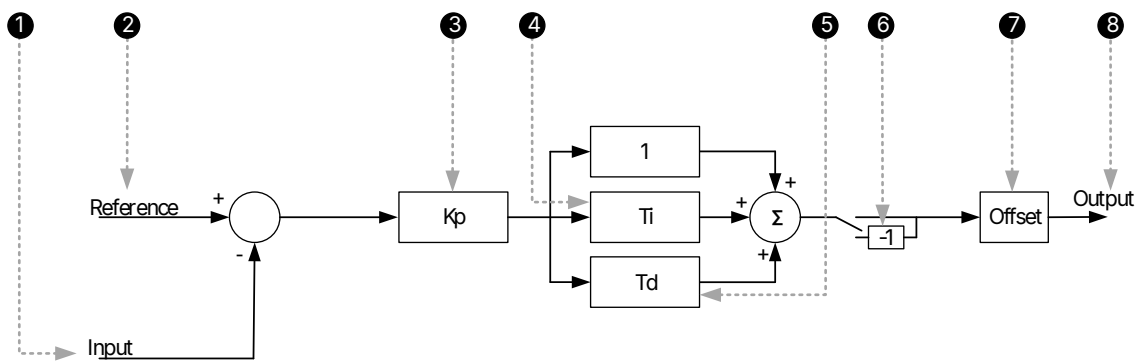 1 2 3 4 5 6 7 8
1
+
+
Reference
Kp
+
Ti
Σ
Offset
Output
-1
-
+
Td
Input